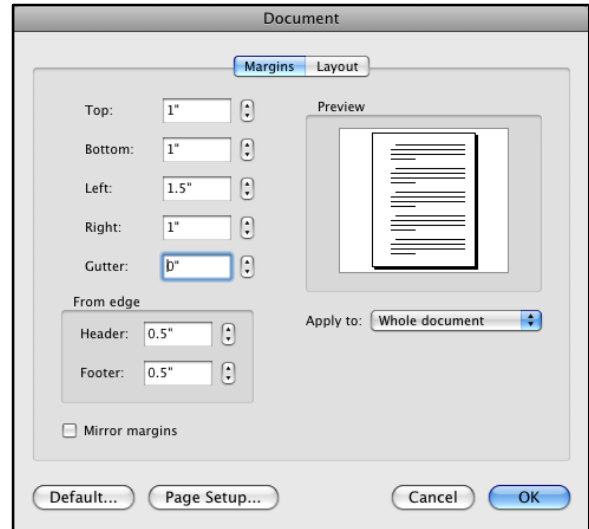 Document
Margins Layout
Top: 1"
Bottom: 1"
Left: 1.5"
Right: 1"
Gutter: 0"
From edge
Header: 0.5"
Footer: 0.5"
Mirror margins
Preview
Apply to: Whole document
Default... Page Setup... Cancel OK